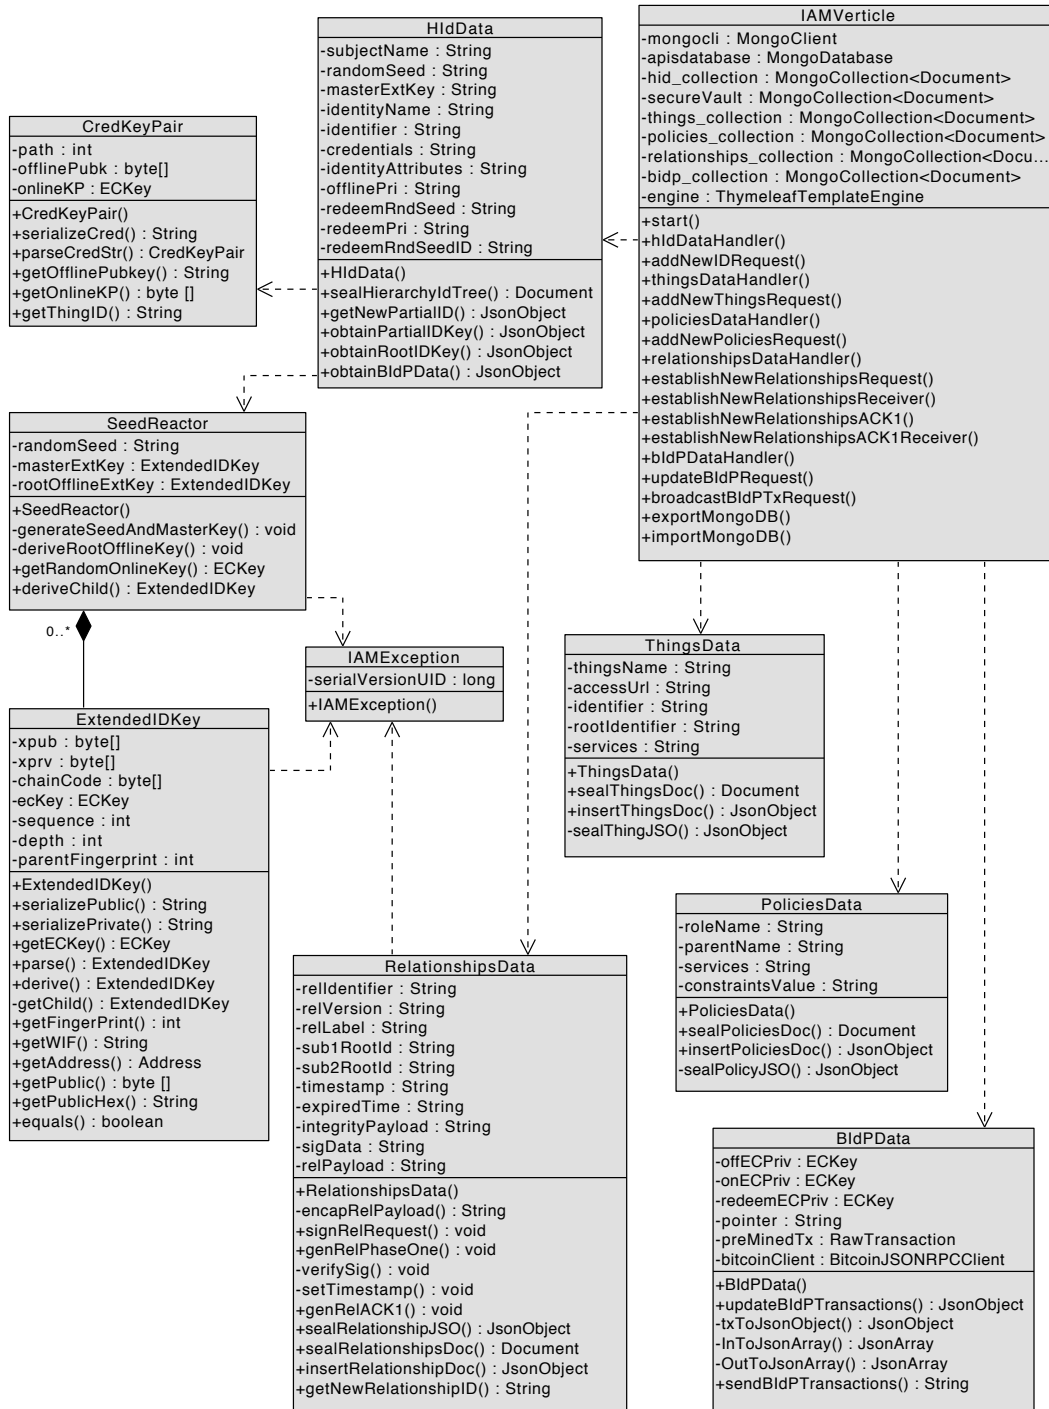 HIdData
-subjectName : String
-randomSeed : String
-masterExtKey : String
-identityName : String
-identifier : String
-credentials : String
-identityAttributes : String
-offlinePri : String
-redeemRndSeed : String
-redeemPri : String
-redeemRndSeedID : String
+HIdData()
+sealHierarchyIdTree() : Document
+getNewPartialID() : JsonObject
+obtainPartialIDKey() : JsonObject
+obtainRootIDKey() : JsonObject
+obtainBIdPData() : JsonObject
IAMVerticle
-mongocli : MongoClient
-apisdatabase : MongoDatabase
-hid_collection : MongoCollection<Document>
-secureVault : MongoCollection<Document>
-things_collection : MongoCollection<Document>
-policies_collection : MongoCollection<Document>
-relationships_collection : MongoCollection<Docu...
-bidp_collection : MongoCollection<Document>
-engine : ThymeleafTemplateEngine
+start()
+hIdDataHandler()
+addNewIDRequest()
+thingsDataHandler()
+addNewThingsRequest()
+policiesDataHandler()
+addNewPoliciesRequest()
+relationshipsDataHandler()
+establishNewRelationshipsRequest()
+establishNewRelationshipsReceiver()
+establishNewRelationshipsACK1()
+establishNewRelationshipsACK1Receiver()
+bIdPDataHandler()
+updateBIdPRequest()
+broadcastBIdPTxRequest()
+exportMongoDB()
+importMongoDB()
CredKeyPair
-path : int
-offlinePubk : byte[]
-onlineKP : ECKey
+CredKeyPair()
+serializeCred() : String
+parseCredStr() : CredKeyPair
+getOfflinePubkey() : String
+getOnlineKP() : byte []
+getThingID() : String
SeedReactor
-randomSeed : String
-masterExtKey : ExtendedIDKey
-rootOfflineExtKey : ExtendedIDKey
+SeedReactor()
-generateSeedAndMasterKey() : void
-deriveRootOfflineKey() : void
+getRandomOnlineKey() : ECKey
+deriveChild() : ExtendedIDKey
0..*
IAMException
-serialVersionUID : long
+IAMException()
ThingsData
-thingsName : String
-accessUrl : String
-identifier : String
-rootIdentifier : String
-services : String
+ThingsData()
+sealThingsDoc() : Document
+insertThingsDoc() : JsonObject
-sealThingJSO() : JsonObject
ExtendedIDKey
-xpub : byte[]
-xprv : byte[]
-chainCode : byte[]
-ecKey : ECKey
-sequence : int
-depth : int
-parentFingerprint : int
+ExtendedIDKey()
+serializePublic() : String
+serializePrivate() : String
+getECKey() : ECKey
+parse() : ExtendedIDKey
+derive() : ExtendedIDKey
-getChild() : ExtendedIDKey
+getFingerPrint() : int
+getWIF() : String
+getAddress() : Address
+getPublic() : byte []
+getPublicHex() : String
+equals() : boolean
PoliciesData
-roleName : String
-parentName : String
-services : String
-constraintsValue : String
+PoliciesData()
+sealPoliciesDoc() : Document
+insertPoliciesDoc() : JsonObject
-sealPolicyJSO() : JsonObject
RelationshipsData
-relIdentifier : String
-relVersion : String
-relLabel : String
-sub1RootId : String
-sub2RootId : String
-timestamp : String
-expiredTime : String
-integrityPayload : String
-sigData : String
-relPayload : String
+RelationshipsData()
-encapRelPayload() : String
+signRelRequest() : void
+genRelPhaseOne() : void
-verifySig() : void
-setTimestamp() : void
+genRelACK1() : void
+sealRelationshipJSO() : JsonObject
+sealRelationshipsDoc() : Document
+insertRelationshipDoc() : JsonObject
+getNewRelationshipID() : String
BIdPData
-offECPriv : ECKey
-onECPriv : ECKey
-redeemECPriv : ECKey
-pointer : String
-preMinedTx : RawTransaction
-bitcoinClient : BitcoinJSONRPCClient
+BIdPData()
+updateBIdPTransactions() : JsonObject
-txToJsonObject() : JsonObject
-InToJsonArray() : JsonArray
-OutToJsonArray() : JsonArray
+sendBIdPTransactions() : String